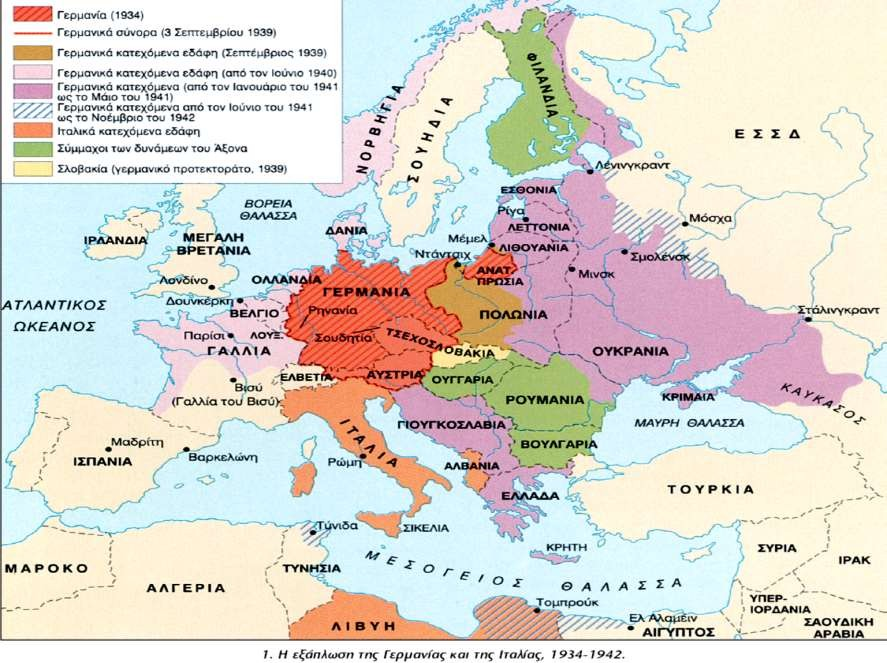 Γερμανία (1934)
Γερμανικά σύνορα (3 Σεπτεμβρίου 1939)
Γερμανικά κατεχόμενα εδάφη (Σεπτέμβριος 1939)
Γερμανικά κατεχόμενα εδάφη (από τον Ιούνιο 1940)
Γερμανικά κατεχόμενα (από τον Ιανουάριο του 1941
ως το Μάιο του 1941)
Γερμανικά κατεχόμενα από τον Ιούνιο του 1941
ως το Νοέμβριο του 1942
Ιταλικά κατεχόμενα εδάφη
Σύμμαχοι των δυνάμεων του Άξονα
Σλοβακία (γερμανικό προτεκτοράτο, 1939)
ΝΟΡΒΗΓΙΑ
ΣΟΥΗΔΙΑ
ΦΙΛΑΝΔΙΑ
ΕΣΣΔ
Λένινγκραντ
ΕΣΘΟΝΙΑ
ΒΟΡΕΙΑ
ΘΑΛΑΣΣΑ
Ρίγα
Μόσχα
ΛΕΤΤΟΝΙΑ
ΔΑΝΙΑ
ΙΡΛΑΝΔΙΑ
ΜΕΓΑΛΗ
ΒΡΕΤΑΝΙΑ
Μέμελ
ΛΙΘΟΥΑΝΙΑ
Ντάντσιχ
Σμολένσκ
ΑΝΑΤ.
ΠΡΩΣΙΑ
Μινσκ
Λονδίνο
ΟΛΛΑΝΔΙΑ
ΓΕΡΜΑΝΙΑ
Δουνκέρκη
ΑΤΛΑΝΤΙΚΟΣ
ΩΚΕΑΝΟΣ
ΒΕΛΓΙΟ
Ρηνανία
ΠΟΛΩΝΙΑ
Στάλινγκραντ
Παρίσι
ΛΟΥΞ.
Σουδητία
ΤΣΕΧΟΣΛΟΒΑΚΙΑ
ΓΑΛΛΙΑ
ΟΥΚΡΑΝΙΑ
ΕΛΒΕΤΙΑ
ΑΥΣΤΡΙΑ
ΟΥΓΓΑΡΙΑ
Βισύ
(Γαλλία του Βισύ)
ΡΟΥΜΑΝΙΑ
ΚΡΙΜΑΙΑ
ΚΑΥΚΑΣΟΣ
ΙΤΑΛΙΑ
ΓΙΟΥΓΚΟΣΛΑΒΙΑ
ΜΑΥΡΗ ΘΑΛΑΣΣΑ
Μαδρίτη
ΙΣΠΑΝΙΑ
Βαρκελώνη
Ρώμη
ΒΟΥΛΓΑΡΙΑ
ΑΛΒΑΝΙΑ
ΤΟΥΡΚΙΑ
ΕΛΛΑΔΑ
Τύνιδα
ΣΙΚΕΛΙΑ
ΚΡΗΤΗ
ΣΥΡΙΑ
ΙΡΑΚ
ΜΑΡΟΚΟ
ΑΛΓΕΡΙΑ
ΤΥΝΗΣΙΑ
ΜΕΣΟΓΕΙΟΣ ΘΑΛΑΣΣΑ
ΥΠΕΡ-
ΙΟΡΔΑΝΙΑ
ΛΙΒΥΗ
Τομπρούκ
Ελ Αλαμέιν
ΑΙΓΥΠΤΟΣ
ΣΑΟΥΔΙΚΗ
ΑΡΑΒΙΑ
1. Η εξάπλωση της Γερμανίας και της Ιταλίας, 1934-1942.